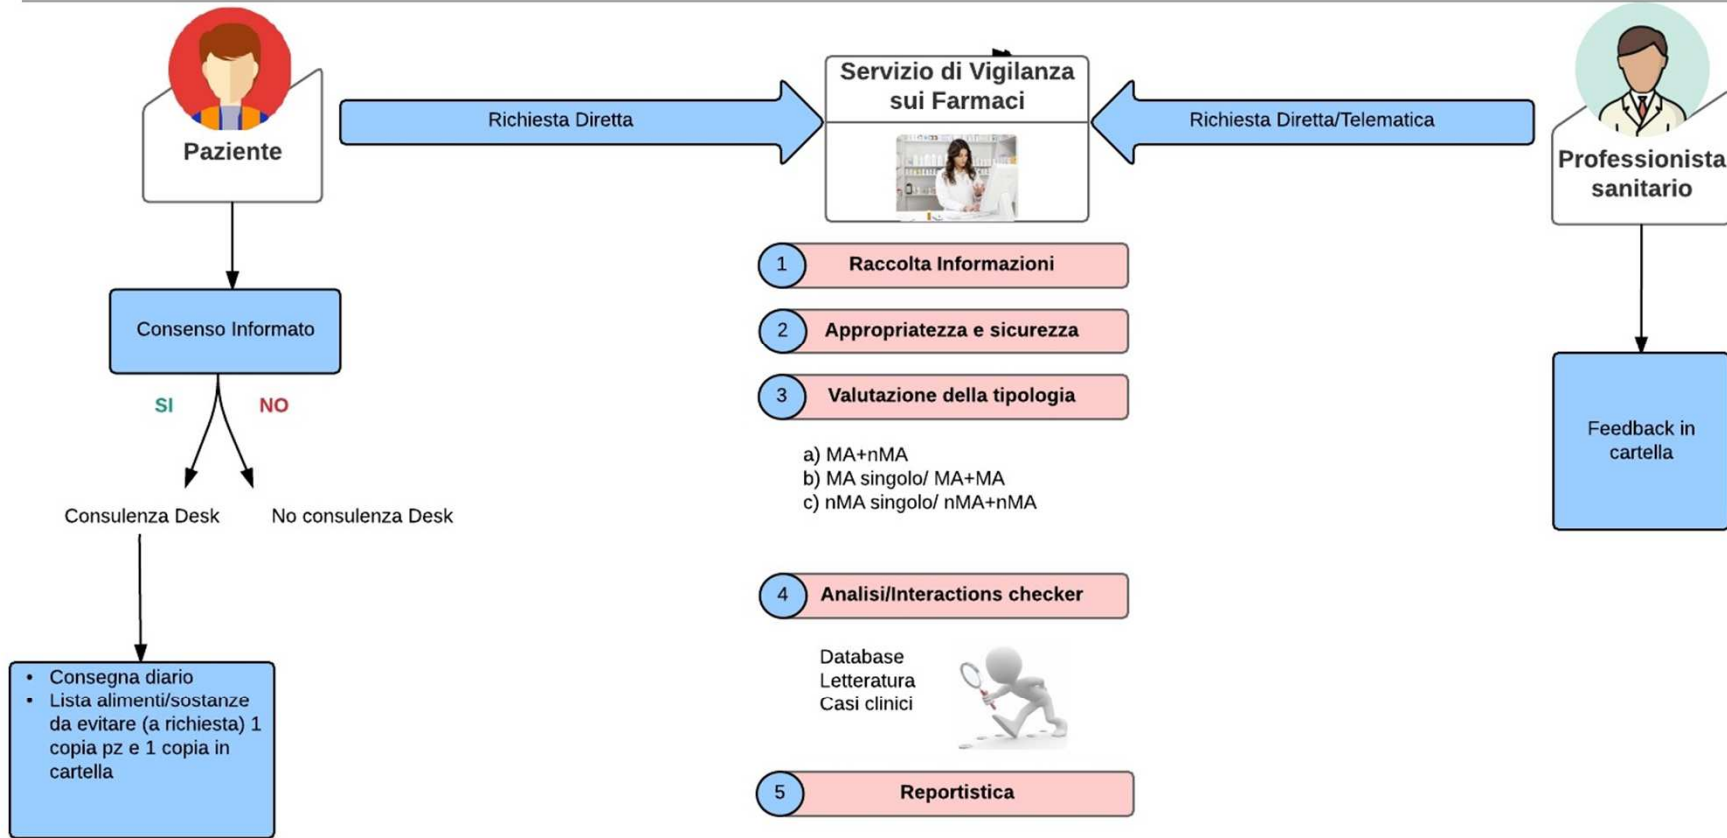 Paziente
Richiesta Diretta
Servizio di Vigilanza
sui Farmaci
Richiesta Diretta/Telematica
Professionista
sanitario
Consenso Informato
SI
NO
Consulenza Desk
No consulenza Desk
• Consegna diario
• Lista alimenti/sostanze
da evitare (a richiesta) 1
copia pz e 1 copia in
cartella
1 Raccolta Informazioni
2 Appropriatezza e sicurezza
3 Valutazione della tipologia
a) MA+nMA
b) MA singolo/ MA+MA
c) nMA singolo/ nMA+nMA
4 Analisi/Interactions checker
Database
Letteratura
Casi clinici
5 Reportistica
Feedback in
cartella